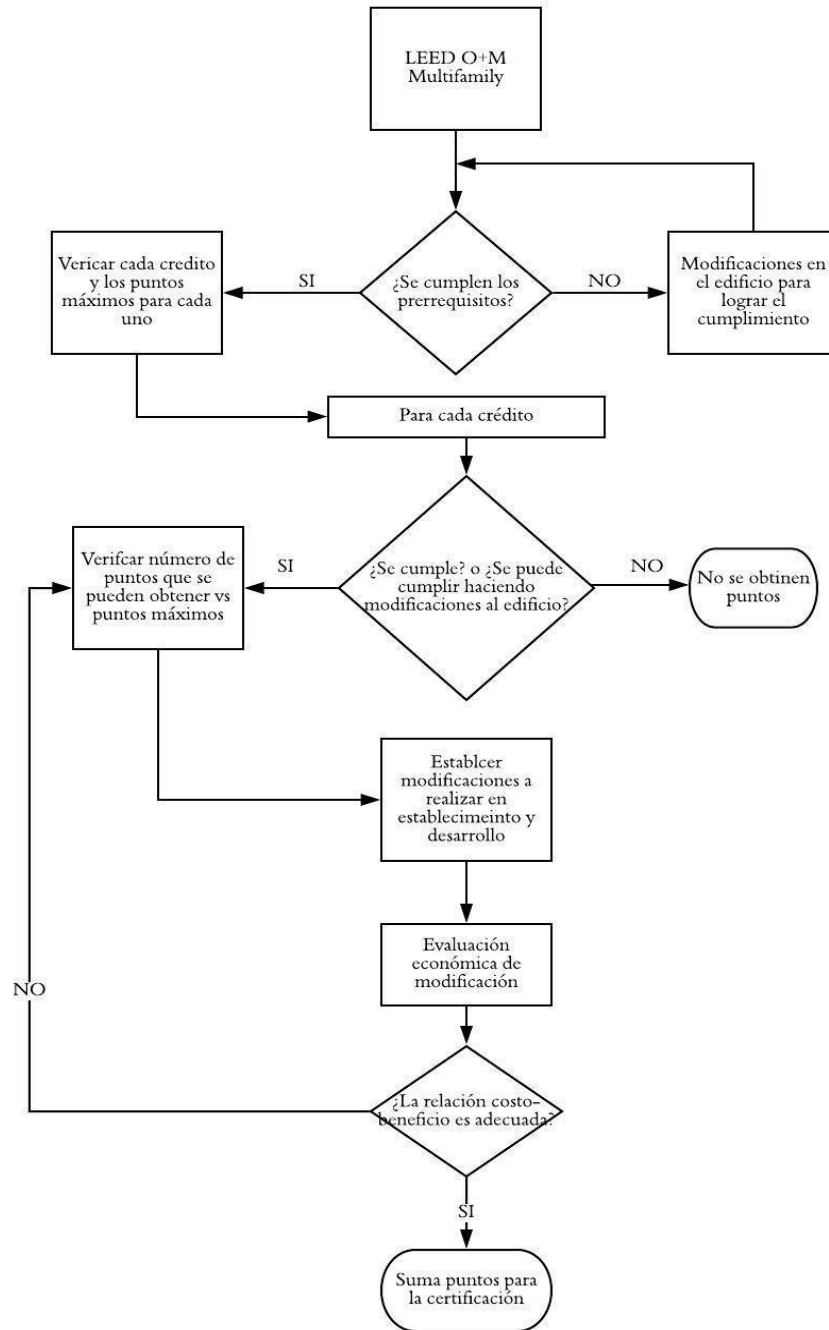 LEED O+M
Multifamily
¿Se cumplen los
prerrequisitos?
SI
NO
Vericar cada credito
y los puntos
máximos para cada
uno
Modificaciones en
el edificio para
lograr el
cumplimiento
Para cada crédito
¿Se cumple? o ¿Se puede
cumplir haciendo
modificaciones al edificio?
SI
NO
Verifcar número de
puntos que se
pueden obtener vs
puntos máximos
No se obtinen
puntos
Establcer
modificaciones a
realizar en
establecimeinto y
desarrollo
Evaluación
económica de
modificación
NO
¿La relación costo-
beneficio es adecuada?
SI
Suma puntos para
la certificación